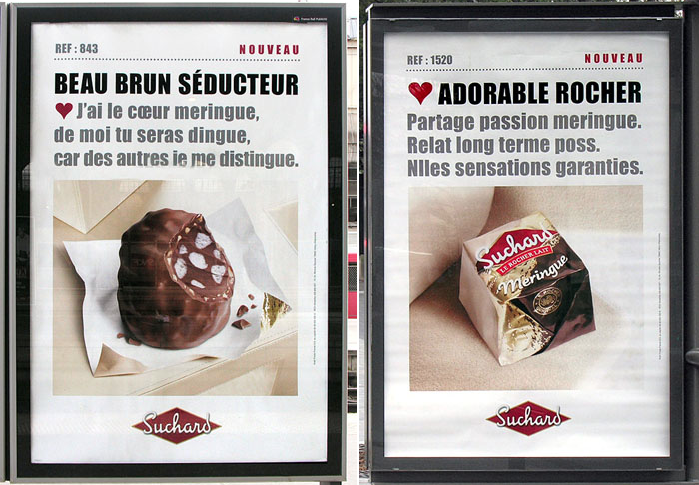 REF : 843 NOUVEAU
BEAU BRUN SÉDUCTEUR
J'ai le cœur meringue,
de moi tu seras dingue,
car des autres je me distingue.
Suchard
REF : 1520 NOUVEAU
ADORABLE ROCHER
Partage passion meringue.
Relat long terme poss.
Nlles sensations garanties.
Suchard
LE ROCHER LAIT
Méringue
Suchard